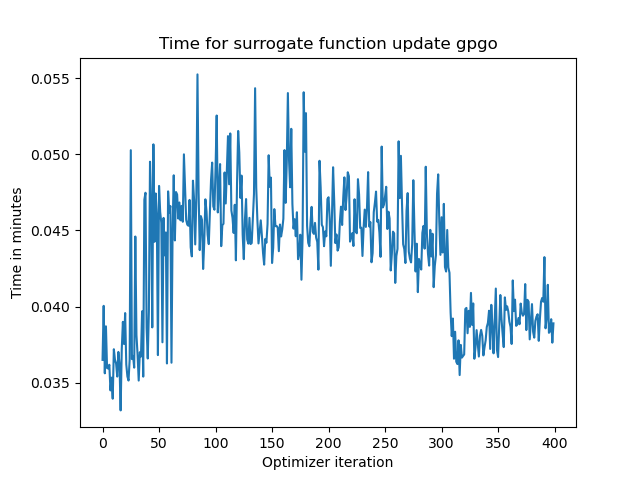 Time for surrogate function update gpgo
0.055
0.050
0.045
0.040
0.035
Time in minutes
0 50 100 150 200 250 300 350 400
Optimizer iteration